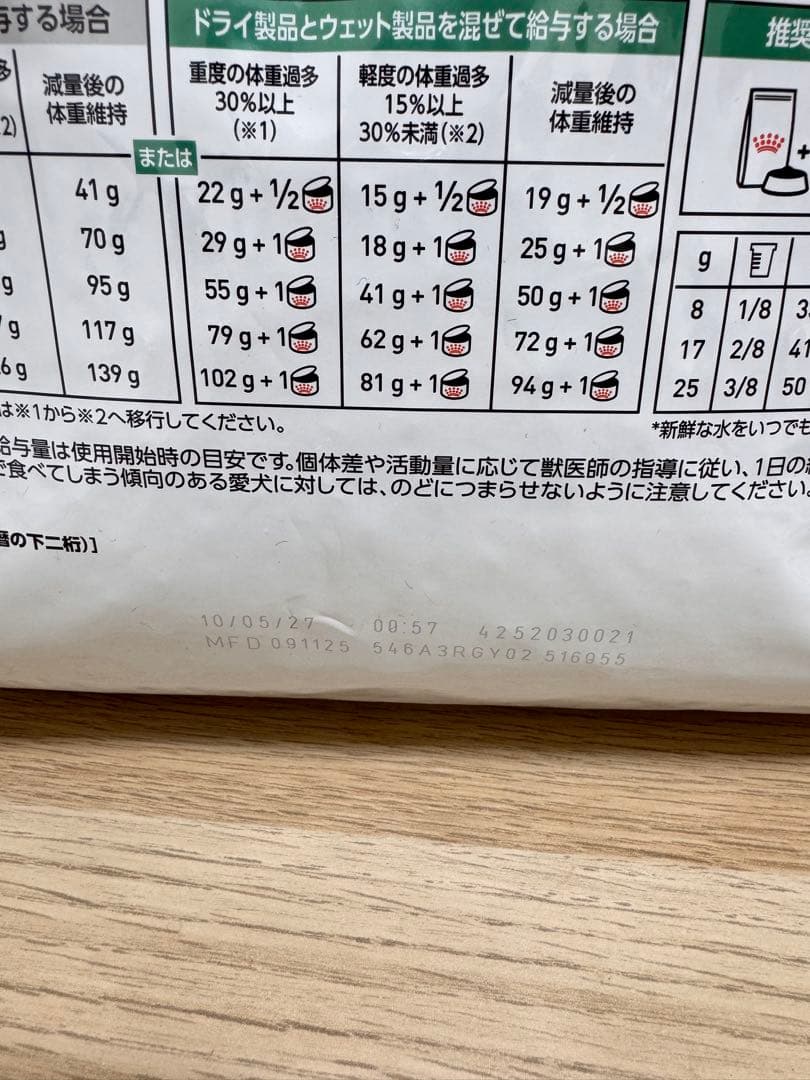 与する場合
ドライ製品とウェット製品を混ぜて給与する場合
推奨
多
2)
減量後の
体重維持
または
重度の体重過多
30%以上
(※1)
軽度の体重過多
15%以上
30%未満(※2)
減量後の
体重維持
41 g 22 g + 1/2 15 g + 1/2 19 g + 1/2
g 70 g 29 g + 1 18 g + 1 25 g + 1
g 95 g 55 g + 1 41 g + 1 50 g + 1
7 g 117 g 79 g + 1 62 g + 1 72 g + 1
6 g 139 g 102 g + 1 81 g + 1 94 g + 1
+
g
8 1/8 3
17 2/8 41
25 3/8 50
は※1から※2へ移行してください。
*新鮮な水をいつでも
給与量は使用開始時の目安です。個体差や活動量に応じて獣医師の指導に従い、1日の
で食べてしまう傾向のある愛犬に対しては、のどにつまらせないように注意してください。
暦の下二桁)]
10/05/27 00:57 4252030021
MFD 091125 546A3RGY02 516955